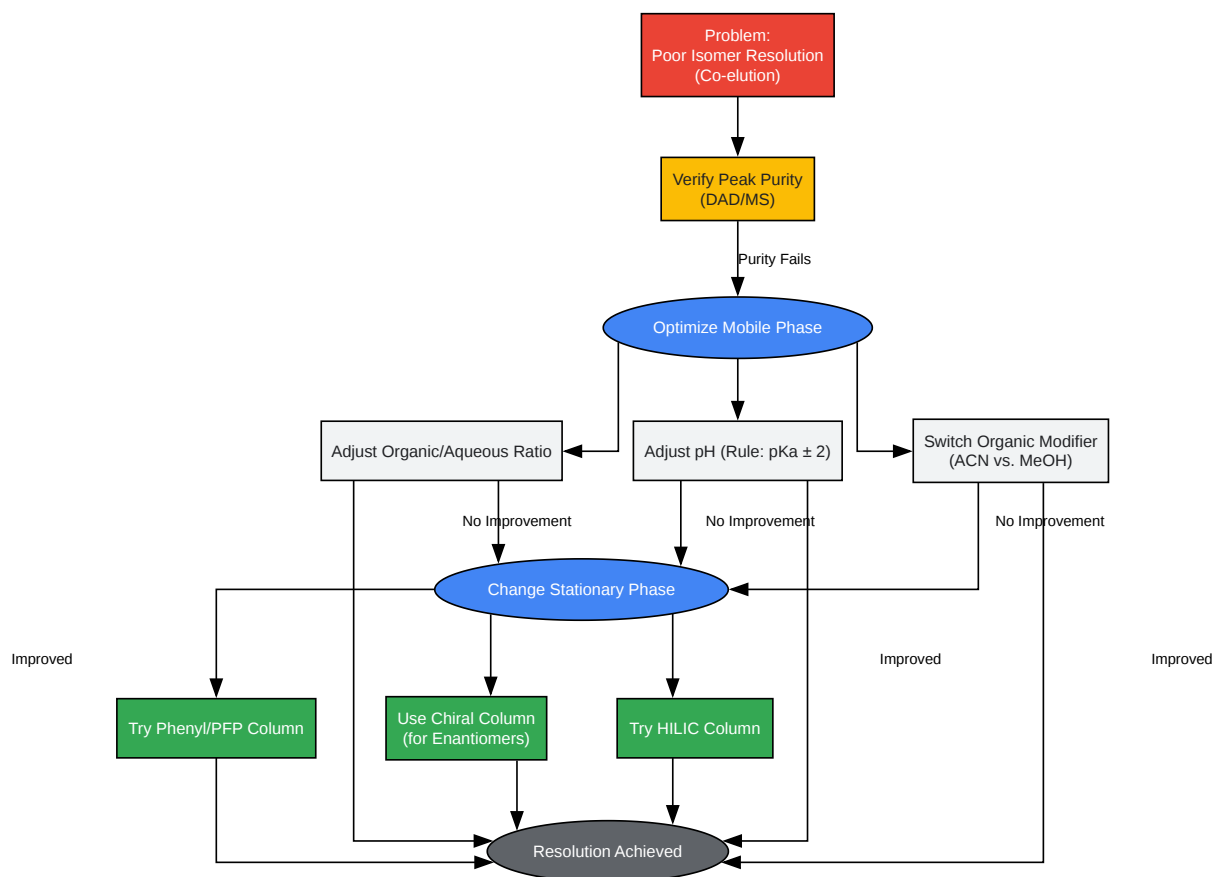 Problem:
Poor Isomer Resolution
(Co-elution)
Verify Peak Purity
(DAD/MS)
Purity Fails
Optimize Mobile Phase
Adjust Organic/Aqueous Ratio
Adjust pH (Rule: pKa ± 2)
Switch Organic Modifier
(ACN vs. MeOH)
No Improvement
No Improvement
No Improvement
Change Stationary Phase
Improved
Improved
Improved
Try Phenyl/PFP Column
Use Chiral Column
(for Enantiomers)
Try HILIC Column
Resolution Achieved